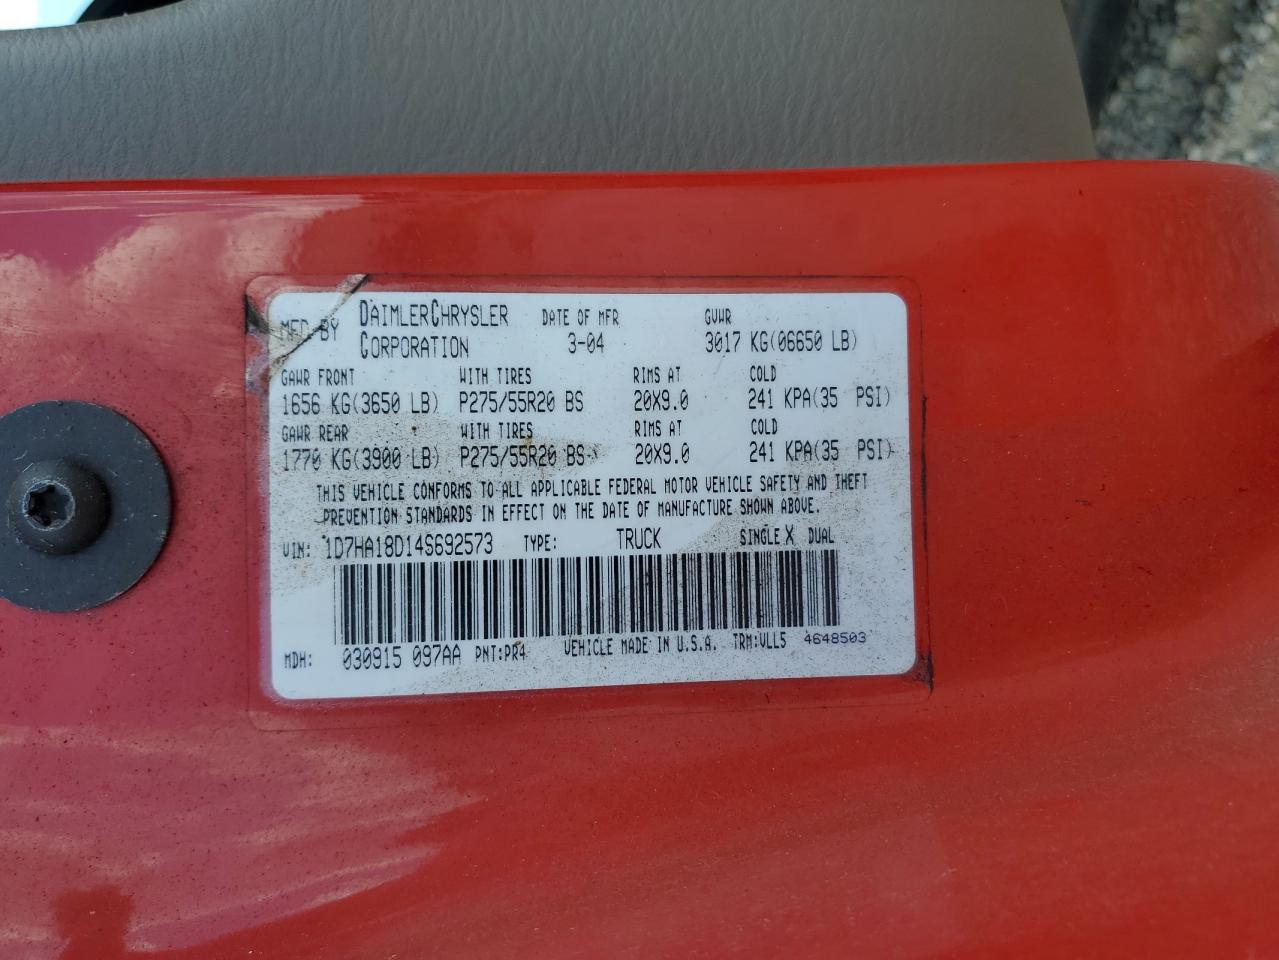 MFD BY DAIMLERCHRYSLER CORPORATION DATE OF MFR 3-04 GVWR 3017 KG(06650 LB)
GAWR FRONT WITH TIRES RIMS AT COLD
1656 KG(3650 LB) P275/55R20 BS 20X9.0 241 KPA(35 PSI)
GAWR REAR WITH TIRES RIMS AT COLD
1770 KG(3900 LB) P275/55R20 BS 20X9.0 241 KPA(35 PSI)
THIS VEHICLE CONFORMS TO ALL APPLICABLE FEDERAL MOTOR VEHICLE SAFETY AND THEFT
PREVENTION STANDARDS IN EFFECT ON THE DATE OF MANUFACTURE SHOWN ABOVE.
VIN: 1D7HA18D14S692573 TYPE: TRUCK SINGLE X DUAL
MDH: 030915 097AA PNT:PR4 VEHICLE MADE IN U.S.A. TRM:VLL5 4648503